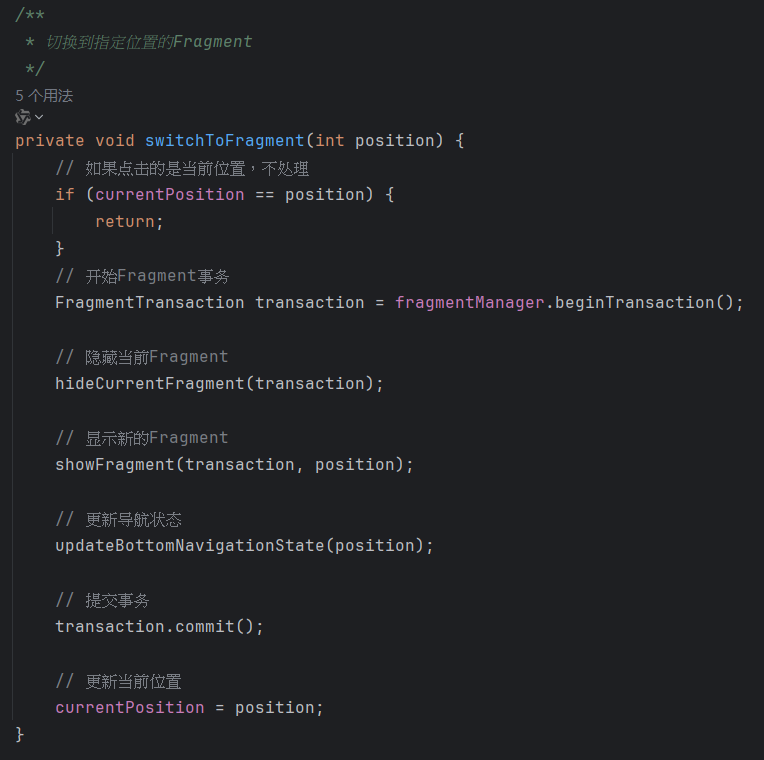 /**
 * 切换到指定位置的Fragment
 */
5 个用法
private void switchToFragment(int position) {
    // 如果点击的是当前位置，不处理
    if (currentPosition == position) {
        return;
    }
    // 开始Fragment事务
    FragmentTransaction transaction = fragmentManager.beginTransaction();

    // 隐藏当前Fragment
    hideCurrentFragment(transaction);

    // 显示新的Fragment
    showFragment(transaction, position);

    // 更新导航状态
    updateBottomNavigationState(position);

    // 提交事务
    transaction.commit();

    // 更新当前位置
    currentPosition = position;
}